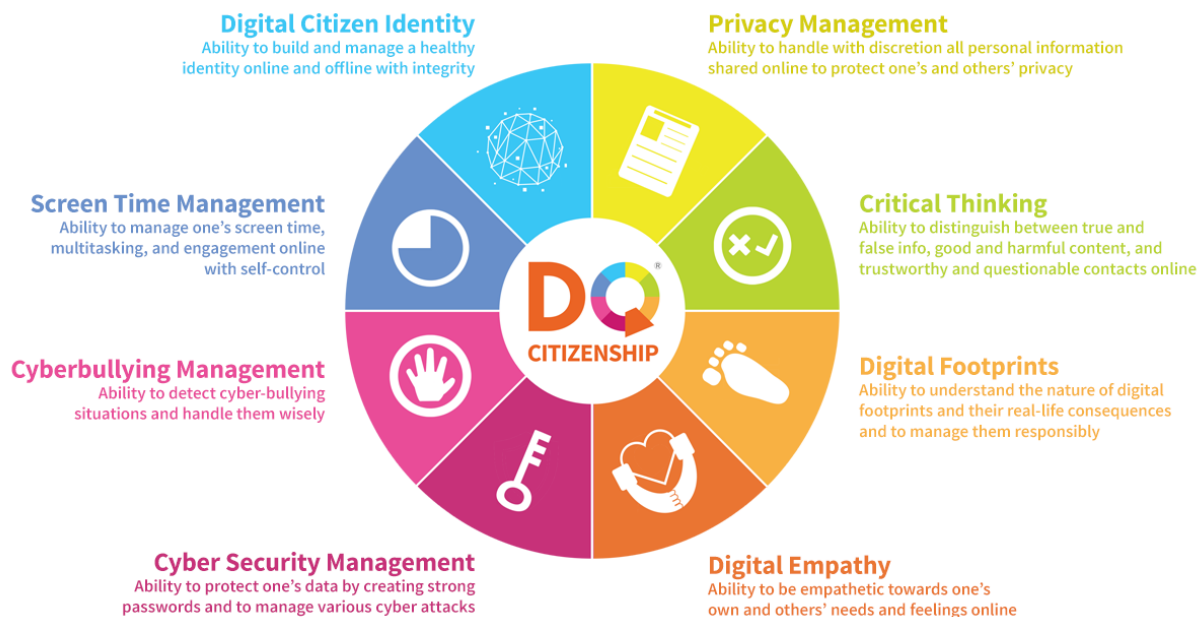 Digital Citizen Identity
Ability to build and manage a healthy
identity online and offline with integrity
Privacy Management
Ability to handle with discretion all personal information
shared online to protect one's and others' privacy
Screen Time Management
Ability to manage one's screen time,
multitasking, and engagement online
with self-control
Critical Thinking
Ability to distinguish between true and
false info, good and harmful content, and
trustworthy and questionable contacts online
DQ ®
CITIZENSHIP
Cyberbullying Management
Ability to detect cyber-bullying
situations and handle them wisely
Digital Footprints
Ability to understand the nature of digital
footprints and their real-life consequences
and to manage them responsibly
Cyber Security Management
Ability to protect one's data by creating strong
passwords and to manage various cyber attacks
Digital Empathy
Ability to be empathetic towards one's
own and others' needs and feelings online